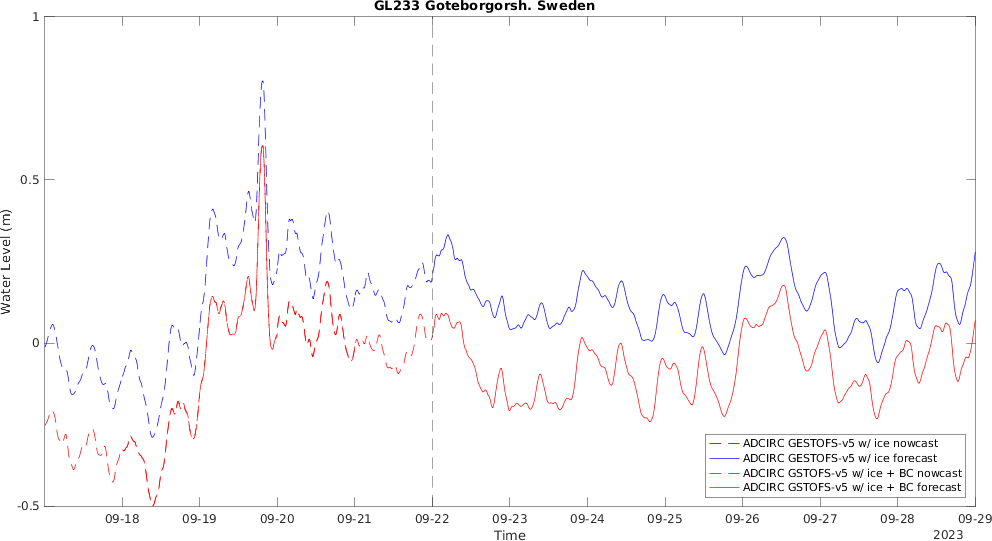 GL233 Goteborgorsh. Sweden
1
0.5
0
-0.5
Water Level (m)
09-18 09-19 09-20 09-21 09-22 09-23 09-24 09-25 09-26 09-27 09-28 09-29
Time
2023
ADCIRC GESTOFS-v5 w/ ice nowcast
ADCIRC GESTOFS-v5 w/ ice forecast
ADCIRC GSTOFS-v5 w/ ice + BC nowcast
ADCIRC GSTOFS-v5 w/ ice + BC forecast